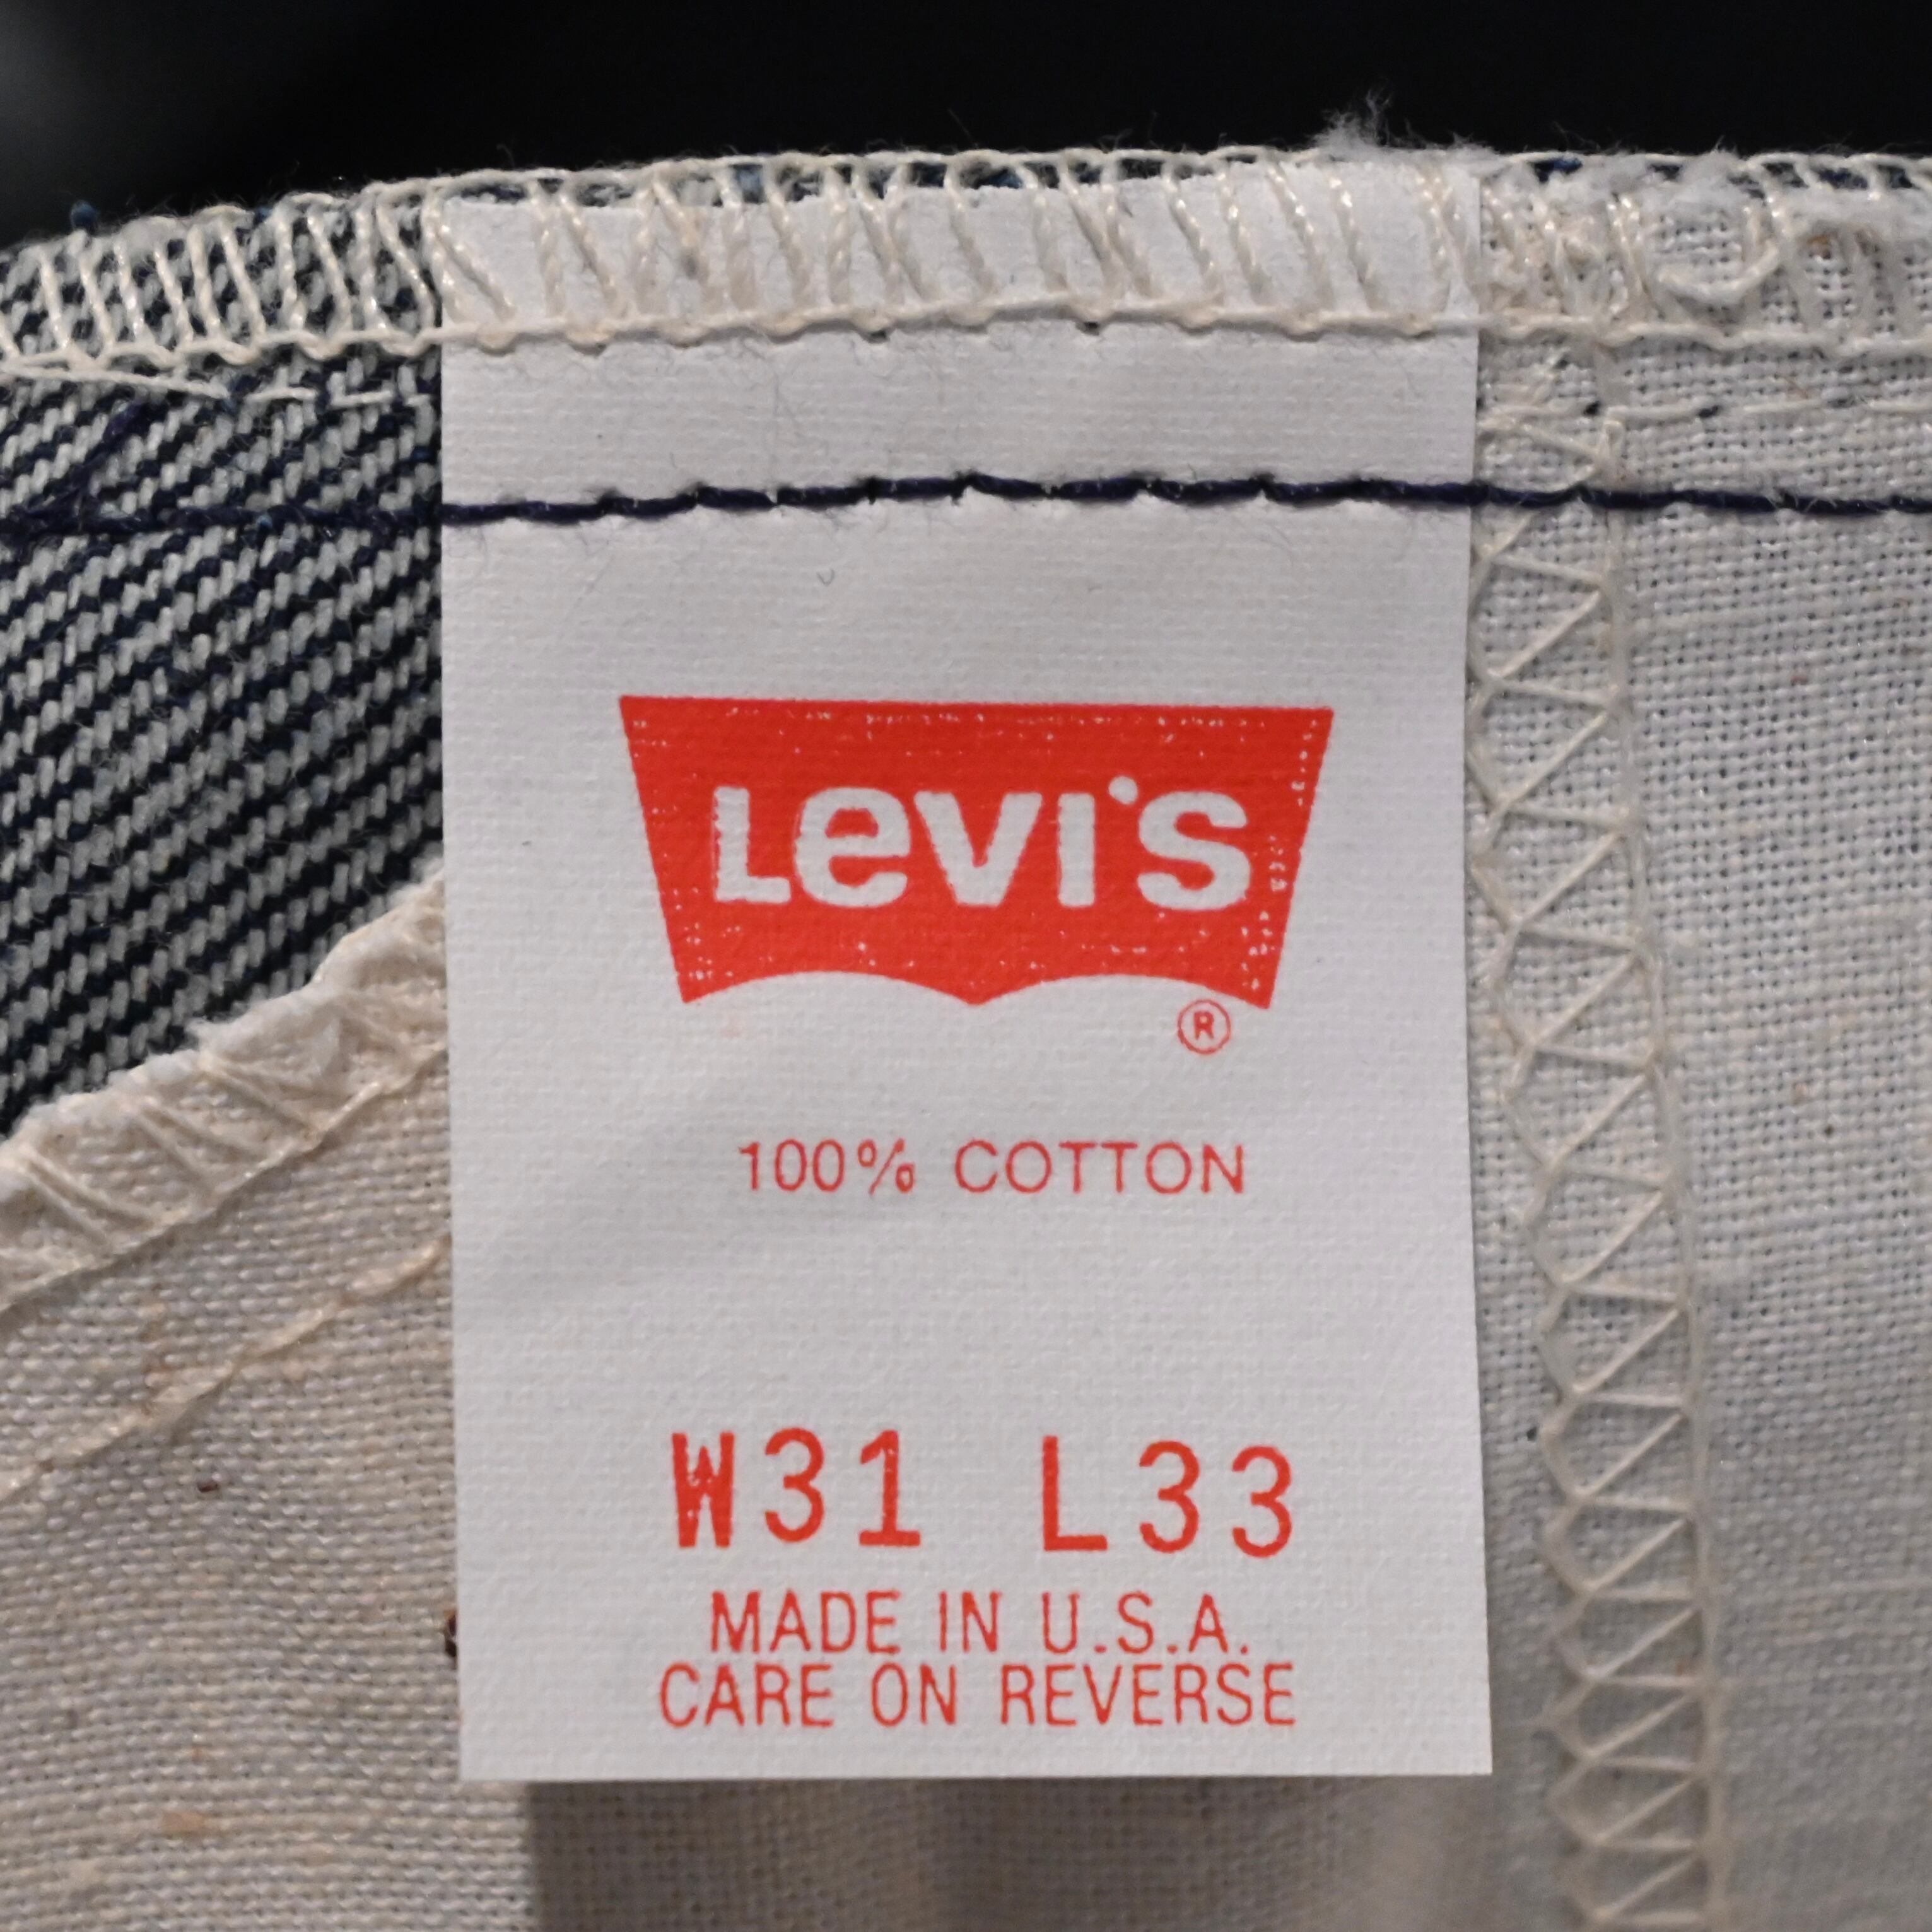 Levi's
®
100% COTTON
W31 L33
MADE IN U.S.A.
CARE ON REVERSE